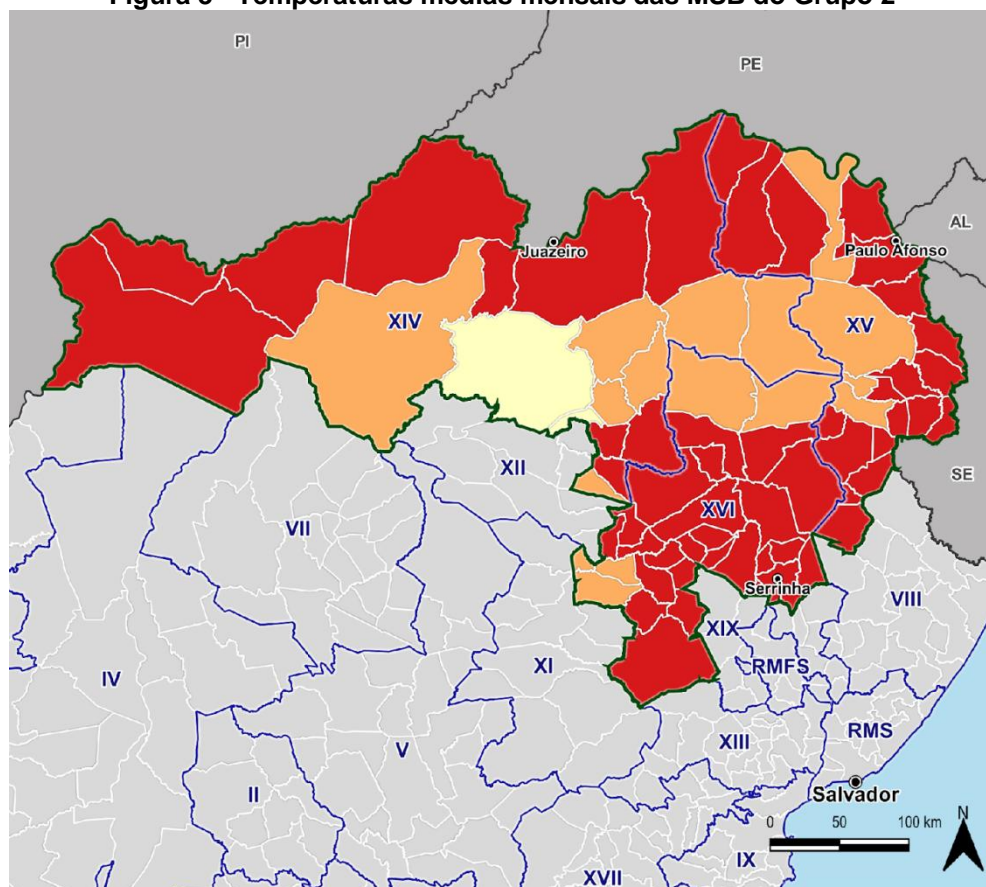 Figura 8 - Temperaturas médias mensais das MSB do Grupo 2
PI
PE
AL
Juazeiro
Paulo Afonso
XIV
XV
XII
SE
VII
XVI
Serrinha
VIII
XIX
XI
RMFS
IV
V
XIII
RMS
II
Salvador
N
0 50 100 km
IX
XVII